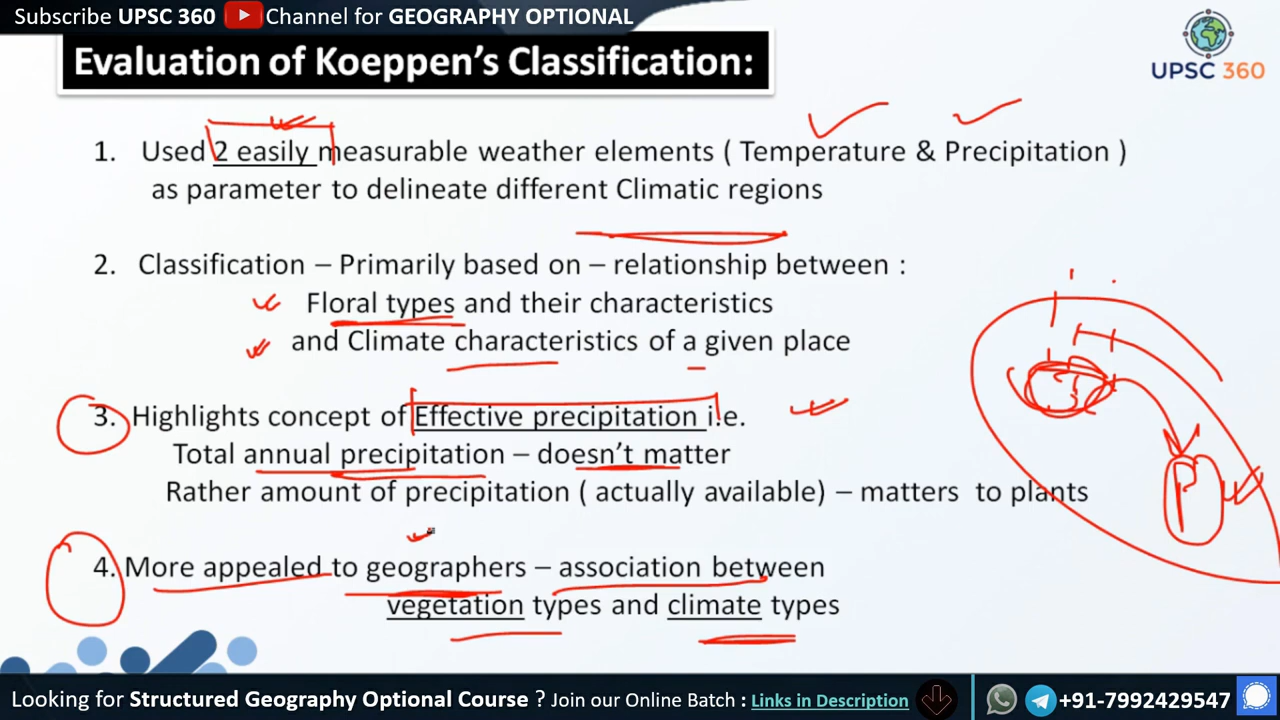 Subscribe UPSC 360 Channel for GEOGRAPHY OPTIONAL
Evaluation of Koeppen's Classification:
UPSC 360
1. Used 2 easily measurable weather elements ( Temperature & Precipitation )
as parameter to delineate different Climatic regions
2. Classification – Primarily based on – relationship between :
Floral types and their characteristics
and Climate characteristics of a given place
3. Highlights concept of Effective precipitation i.e.
Total annual precipitation – doesn't matter
Rather amount of precipitation ( actually available) – matters to plants
P
4. More appealed to geographers – association between
vegetation types and climate types
Looking for Structured Geography Optional Course ? Join our Online Batch : Links in Description
+91-7992429547